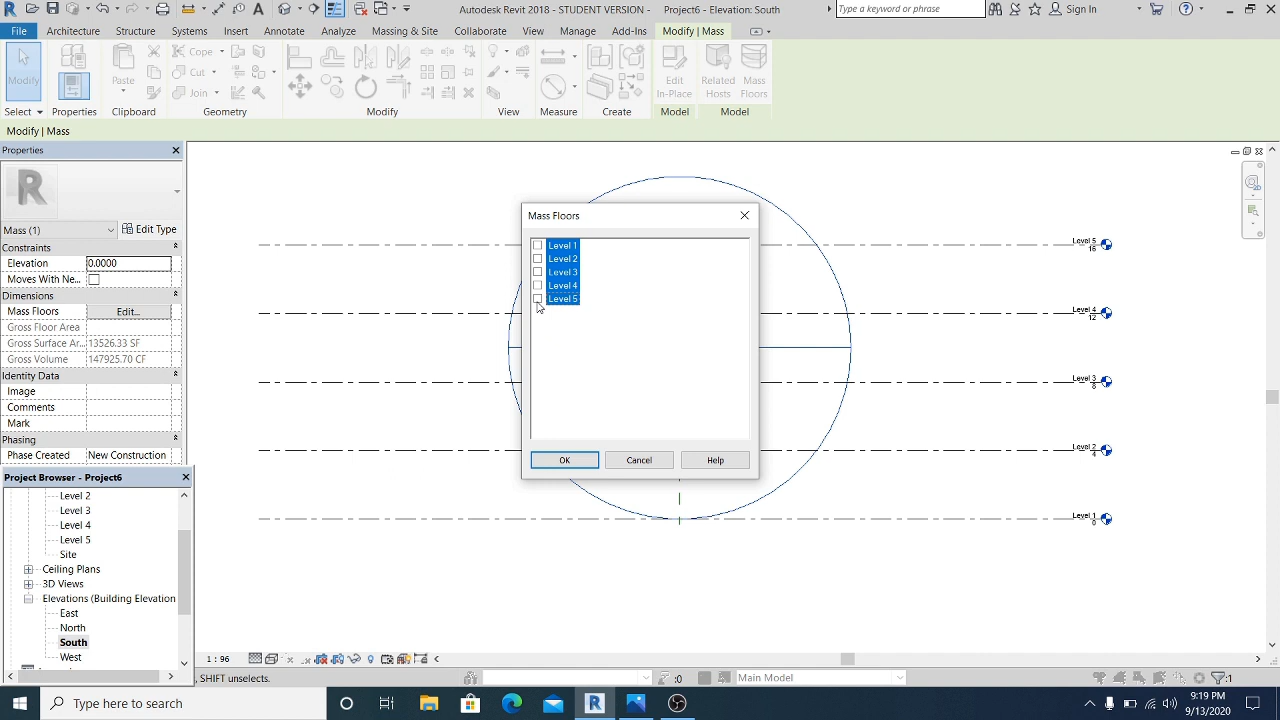 Autodesk Revit 2018 - STUDENT VERSION - Project6 - Elevation: South
Type a keyword or phrase
Sign In
File Architecture Structure Systems Insert Annotate Analyze Massing & Site Collaborate View Manage Add-Ins Modify | Mass
Modify
Paste
Cope
Cut
Join
Edit In-Place
Related Hosts
Mass Floors
Select Properties Clipboard Geometry Modify View Measure Create Model Model
Modify | Mass
Properties
R
Mass (1)
Edit Type
Constraints
Elevation 0.0000
Moves With Ne...
Dimensions
Mass Floors Edit...
Gross Floor Area
Gross Surface Ar... 13526.33 SF
Gross Volume 147925.70 CF
Identity Data
Image
Comments
Mark
Phasing
Phase Created New Construction
Project Browser - Project6
Level 2
Level 3
Level 4
Level 5
Site
Ceiling Plans
3D Views
Elevations (Building Elevation
East
North
South
West
Mass Floors
Level 1
Level 2
Level 3
Level 4
Level 5
OK Cancel Help
Level 5
16
Level 4
12
Level 3
8
Level 2
4
Level 1
0
1 : 96
, SHIFT unselects.
:0
Main Model
:1
Type here to search
9:19 PM
9/13/2020